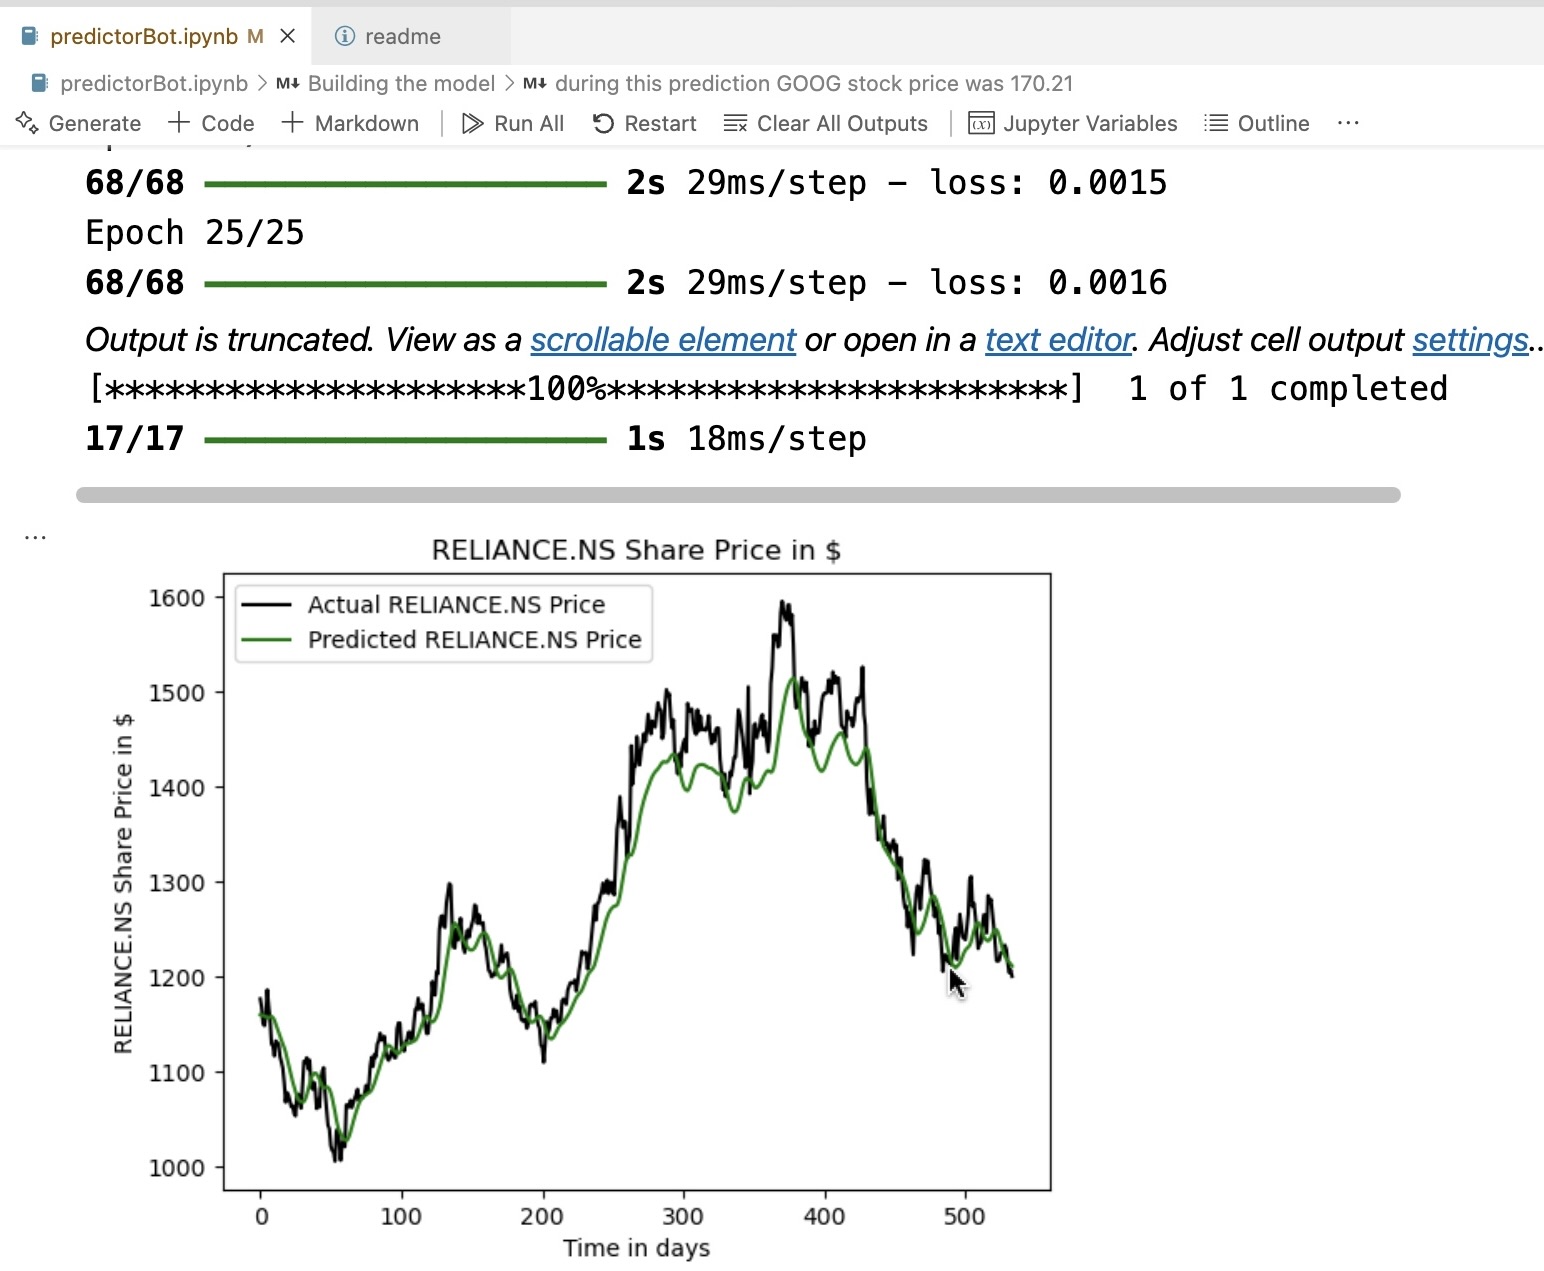 predictorBot.ipynb M
readme
predictorBot.ipynb > M↓ Building the model > M↓ during this prediction GOOG stock price was 170.21
Generate + Code + Markdown | Run All Restart Clear All Outputs | (x) Jupyter Variables Outline ...
68/68 2s 29ms/step - loss: 0.0015
Epoch 25/25
68/68 2s 29ms/step - loss: 0.0016
Output is truncated. View as a scrollable element or open in a text editor. Adjust cell output settings..
[*********************100%***********************]  1 of 1 completed
17/17 1s 18ms/step
...
RELIANCE.NS Share Price in $
Actual RELIANCE.NS Price
Predicted RELIANCE.NS Price
RELIANCE.NS Share Price in $
1600
1500
1400
1300
1200
1100
1000
0 100 200 300 400 500
Time in days